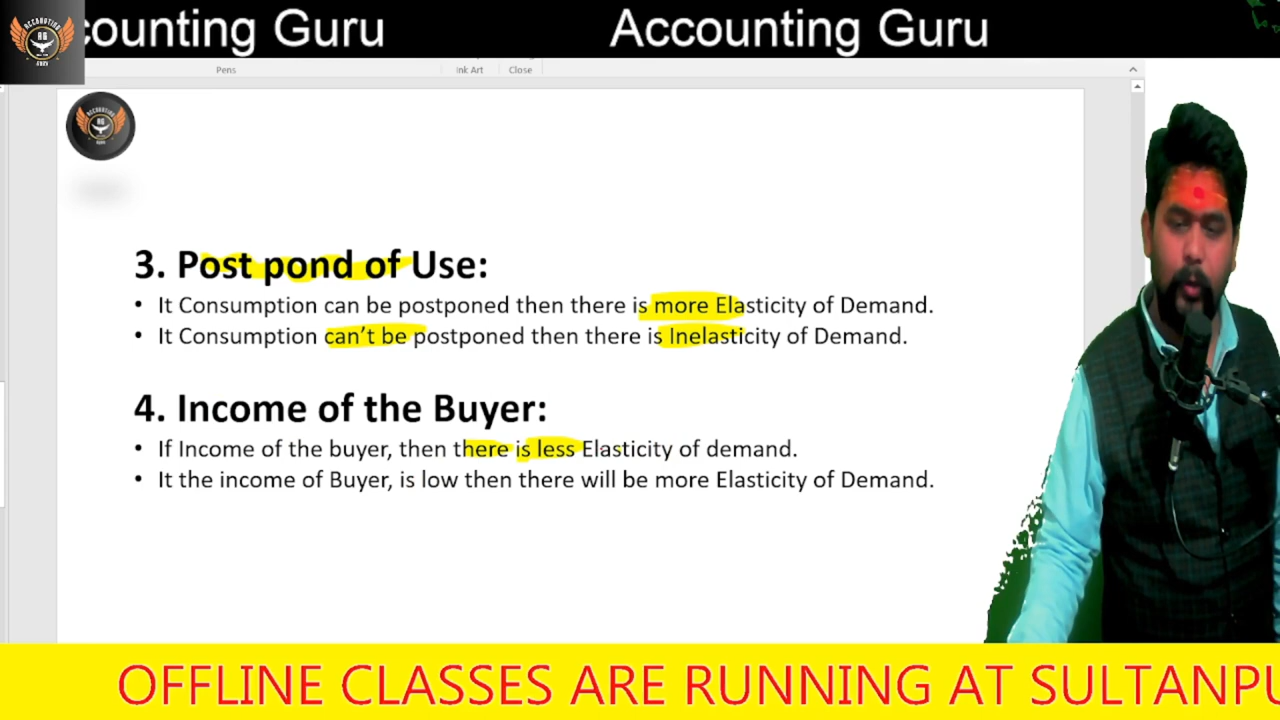 counting Guru
Accounting Guru
Pens
Ink Art
Close
3. Post pond of Use:
• It Consumption can be postponed then there is more Elasticity of Demand.
• It Consumption can’t be postponed then there is Inelasticity of Demand.
4. Income of the Buyer:
• If Income of the buyer, then there is less Elasticity of demand.
• It the income of Buyer, is low then there will be more Elasticity of Demand.
OFFLINE CLASSES ARE RUNNING AT SULTANPU